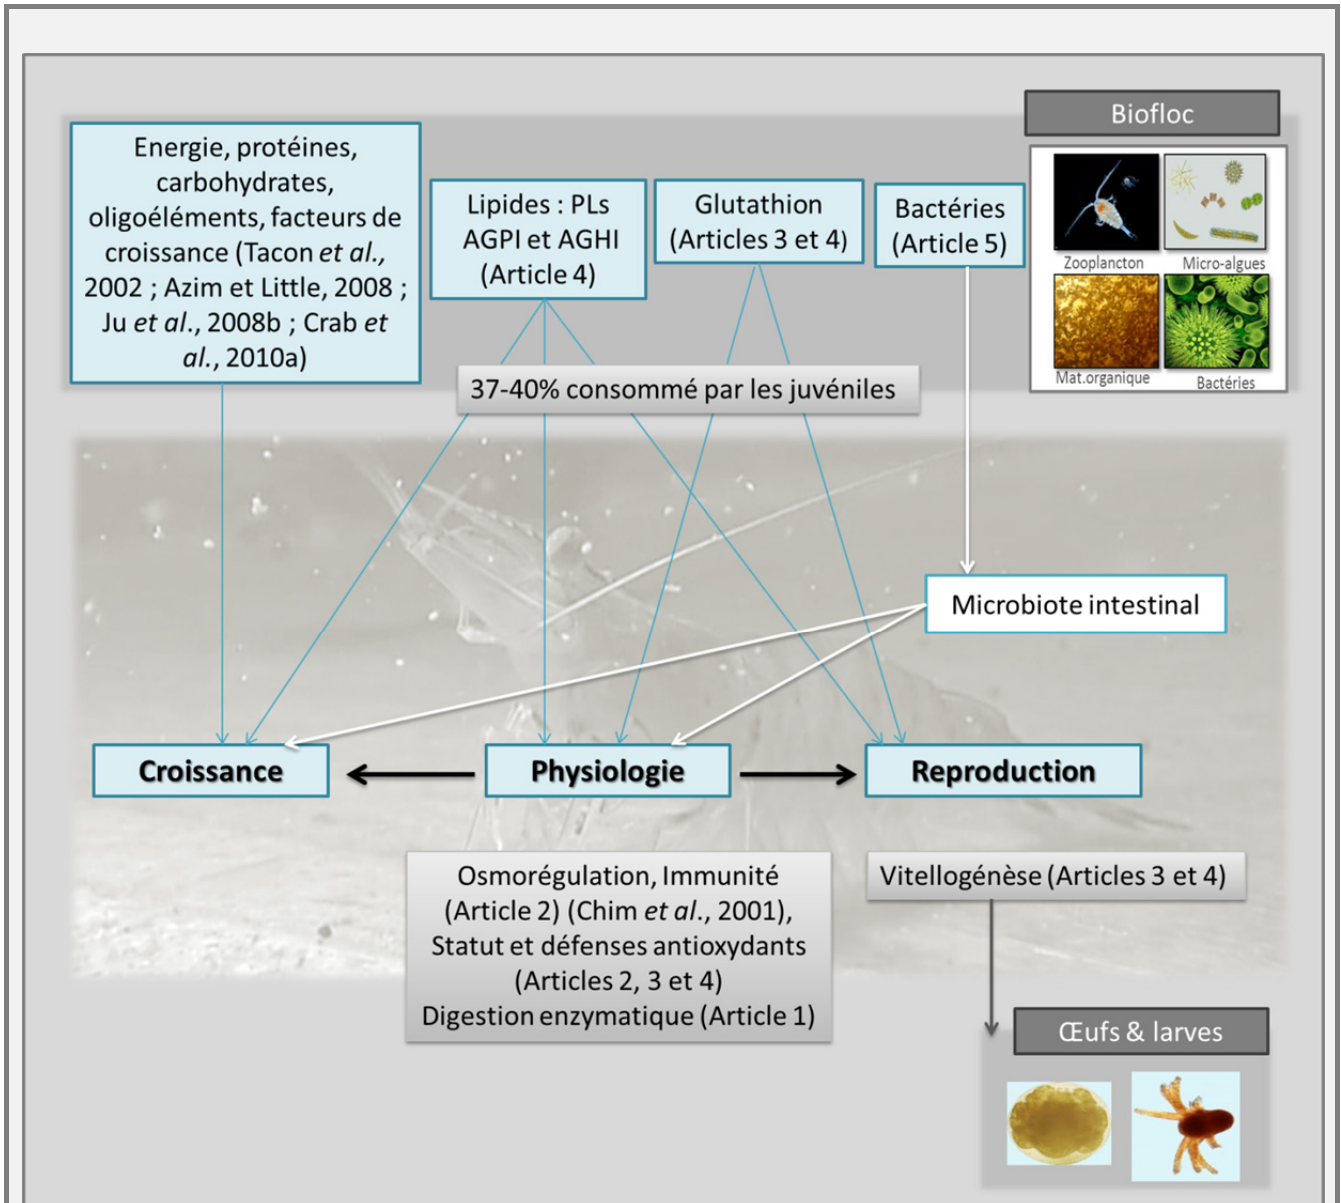 Biofloc
Energie, protéines,
carbohydrates,
oligoéléments, facteurs de
croissance (Tacon et al.,
2002 ; Azim et Little, 2008 ;
Ju et al., 2008b ; Crab et
al., 2010a)
Lipides : PLs
AGPI et AGHI
(Article 4)
Glutathion
(Articles 3 et 4)
Bactéries
(Article 5)
Zooplancton
Micro-algues
Mat.organique
Bactéries
37-40% consommé par les juvéniles
Microbiote intestinal
Croissance
Physiologie
Reproduction
Osmorégulation, Immunité
(Article 2) (Chim et al., 2001),
Statut et défenses antioxydants
(Articles 2, 3 et 4)
Digestion enzymatique (Article 1)
Vitellogénèse (Articles 3 et 4)
Œufs & larves